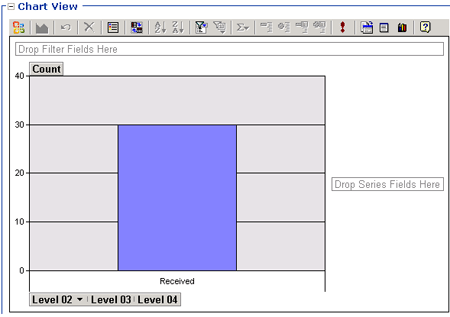 Chart View
Drop Filter Fields Here
Count
40
30
20
10
0
Drop Series Fields Here
Received
Level 02 Level 03 Level 04